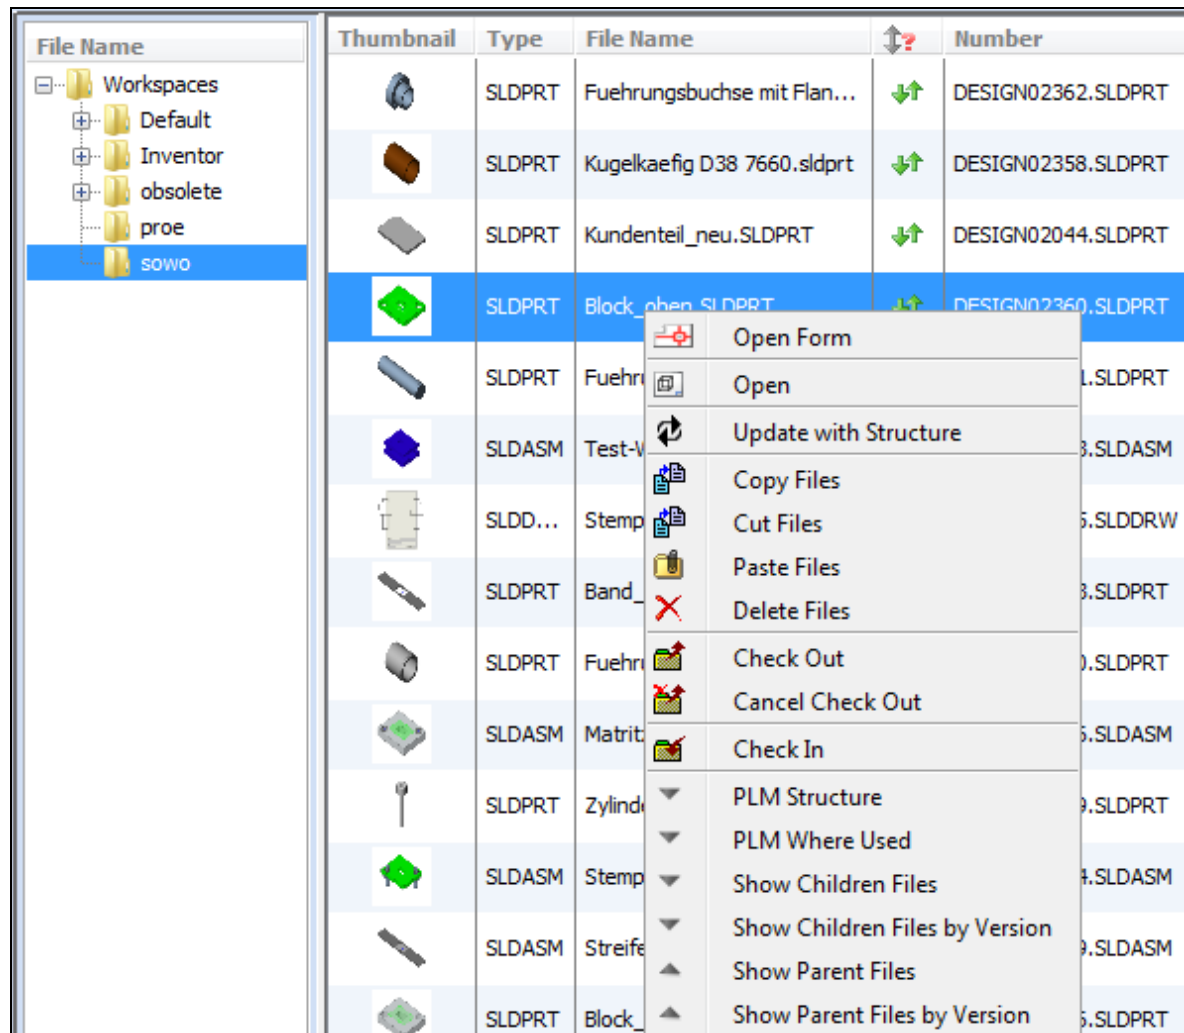 File Name
Workspaces
Default
Inventor
obsolete
proe
sowo
Thumbnail Type File Name ? Number
SLDPRT Fuehrungsbuchse mit Flan... DESIGN02362.SLDPRT
SLDPRT Kugelkaefig D38 7660.sldprt DESIGN02358.SLDPRT
SLDPRT Kundenteil_neu.SLDPRT DESIGN02044.SLDPRT
SLDPRT Block_oben.SLDPRT DESIGN02360.SLDPRT
SLDPRT Fuehr .SLDPRT
SLDASM Test- .SLDASM
SLDD... Stemp .SLDDRW
SLDPRT Band_ .SLDPRT
SLDPRT Fuehr .SLDPRT
SLDASM Matrit .SLDASM
SLDPRT Zylind .SLDPRT
SLDASM Stemp .SLDASM
SLDASM Streife .SLDASM
SLDPRT Block_ .SLDPRT
Open Form
Open
Update with Structure
Copy Files
Cut Files
Paste Files
Delete Files
Check Out
Cancel Check Out
Check In
PLM Structure
PLM Where Used
Show Children Files
Show Children Files by Version
Show Parent Files
Show Parent Files by Version